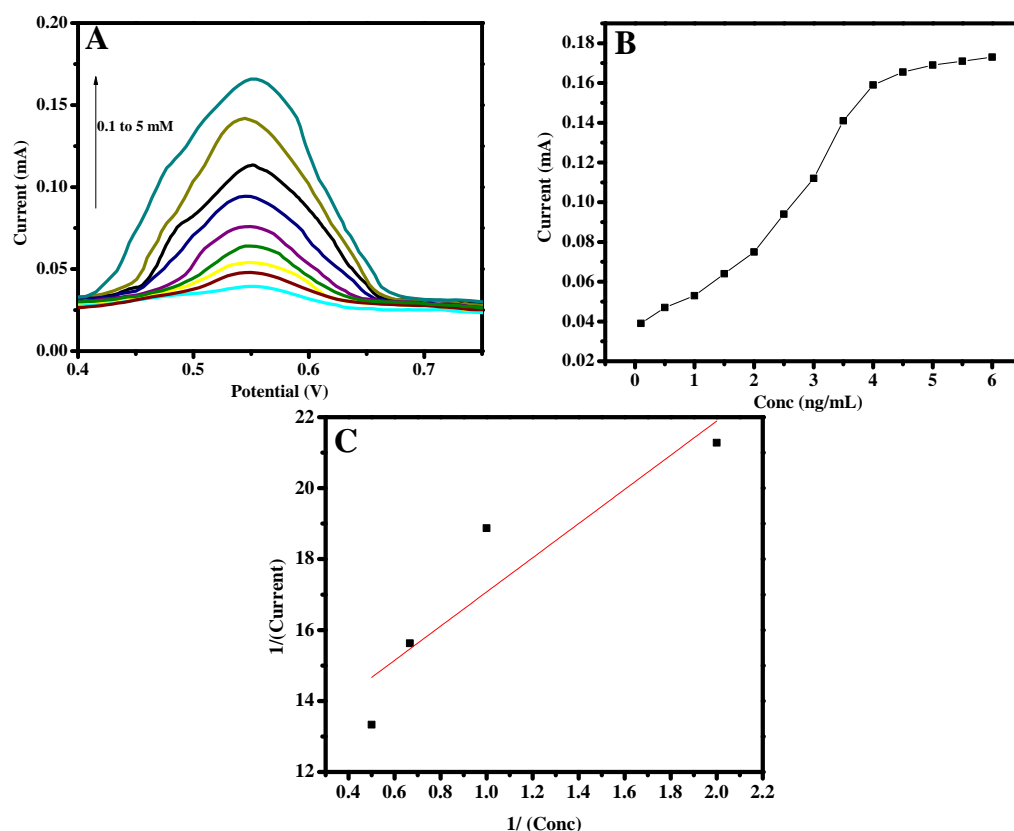 A
0.20
0.15
0.10
0.05
0.00
0.1 to 5 mM
Current (mA)
0.4 0.5 0.6 0.7
Potential (V)
B
0.18
0.16
0.14
0.12
0.10
0.08
0.06
0.04
0.02
Current (mA)
0 1 2 3 4 5 6
Conc (ng/mL)
C
22
20
18
16
14
12
1/(Current)
0.4 0.6 0.8 1.0 1.2 1.4 1.6 1.8 2.0 2.2
1/ (Conc)